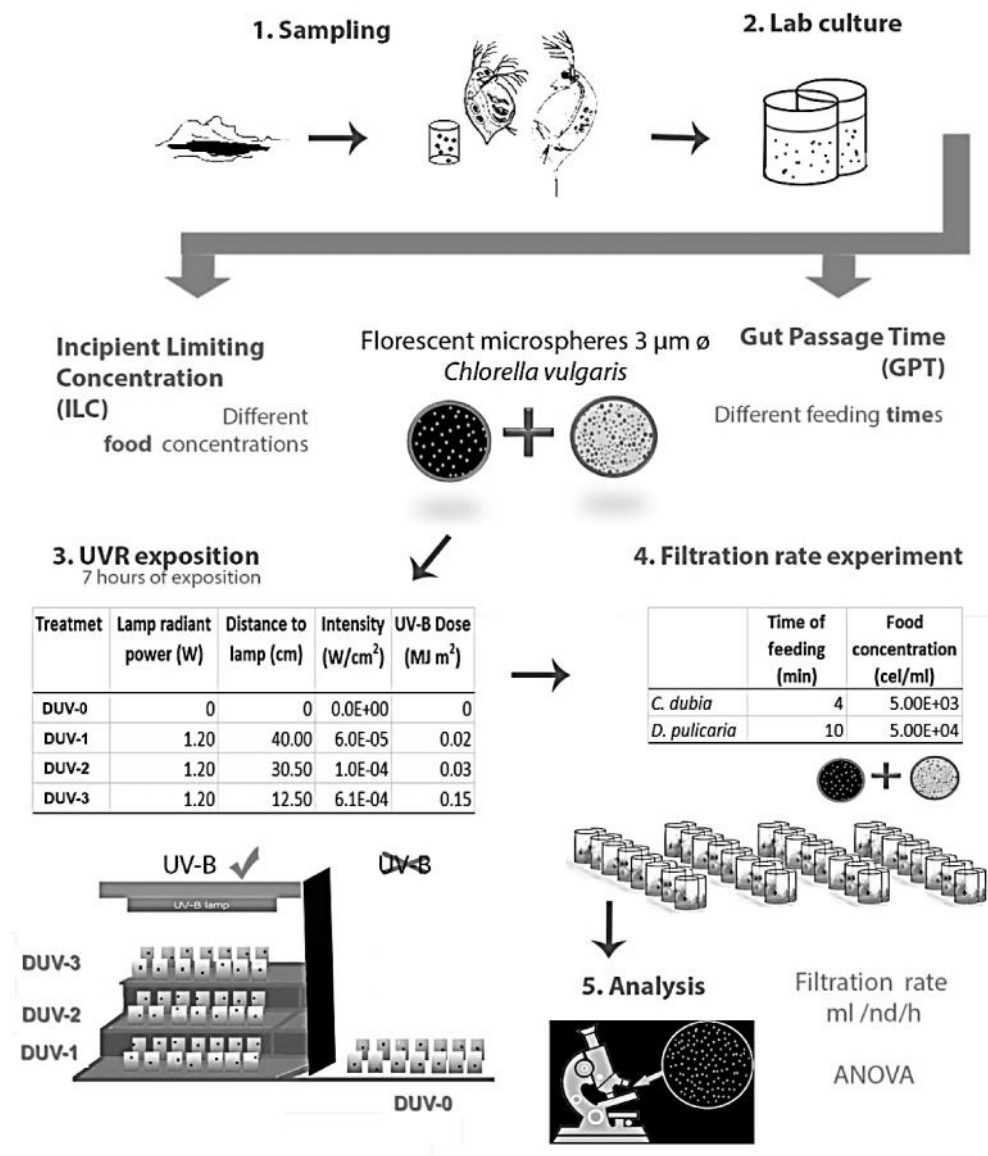 1. Sampling
2. Lab culture
Incipient Limiting
Concentration
(ILC)
Different
food concentrations
Florescent microspheres 3 µm ø
Chlorella vulgaris
Gut Passage Time
(GPT)
Different feeding times
3. UVR exposition
7 hours of exposition
Treatmet Lamp radiant power (W) Distance to lamp (cm) Intensity (W/cm²) UV-B Dose (MJ m²)
DUV-0 0 0 0.0E+00 0
DUV-1 1.20 40.00 6.0E-05 0.02
DUV-2 1.20 30.50 1.0E-04 0.03
DUV-3 1.20 12.50 6.1E-04 0.15
4. Filtration rate experiment
Time of feeding (min) Food concentration (cel/ml)
C. dubia 4 5.00E+03
D. pulicaria 10 5.00E+04
UV-B
UV-B
UV-B lamp
DUV-3
DUV-2
DUV-1
DUV-0
5. Analysis
Filtration rate
ml /nd/h
ANOVA